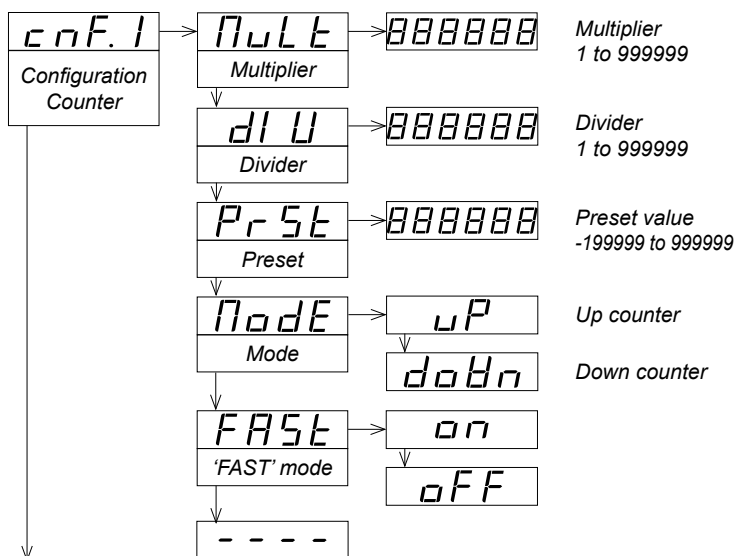 cnF.1
Configuration
Counter
MuLt
Multiplier
888888
Multiplier
1 to 999999
dIV
Divider
888888
Divider
1 to 999999
PrSt
Preset
888888
Preset value
-199999 to 999999
ModE
Mode
uP
Up counter
doWn
Down counter
FASt
'FAST' mode
on
oFF
- - - -